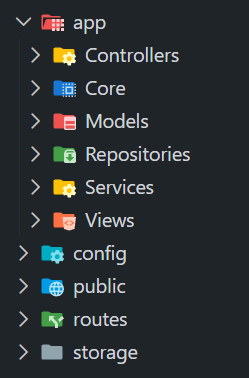 app
Controllers
Core
Models
Repositories
Services
Views
config
public
routes
storage